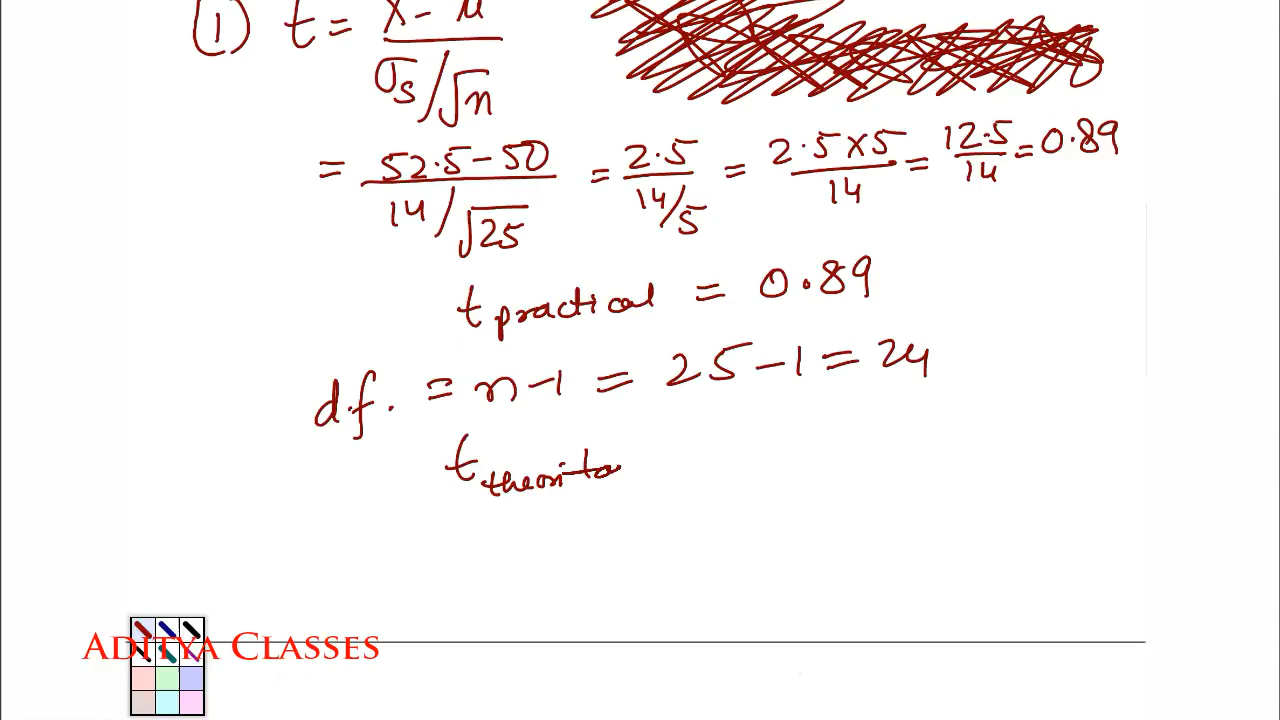 (1) t = X - μ / σs/√n
= 52.5-50 / 14/√25 = 2.5 / 14/5 = 2.5×5 / 14 = 12.5 / 14 = 0.89
t practical = 0.89
d.f. = n-1 = 25-1 = 24
t theorita
ADITYA CLASSES